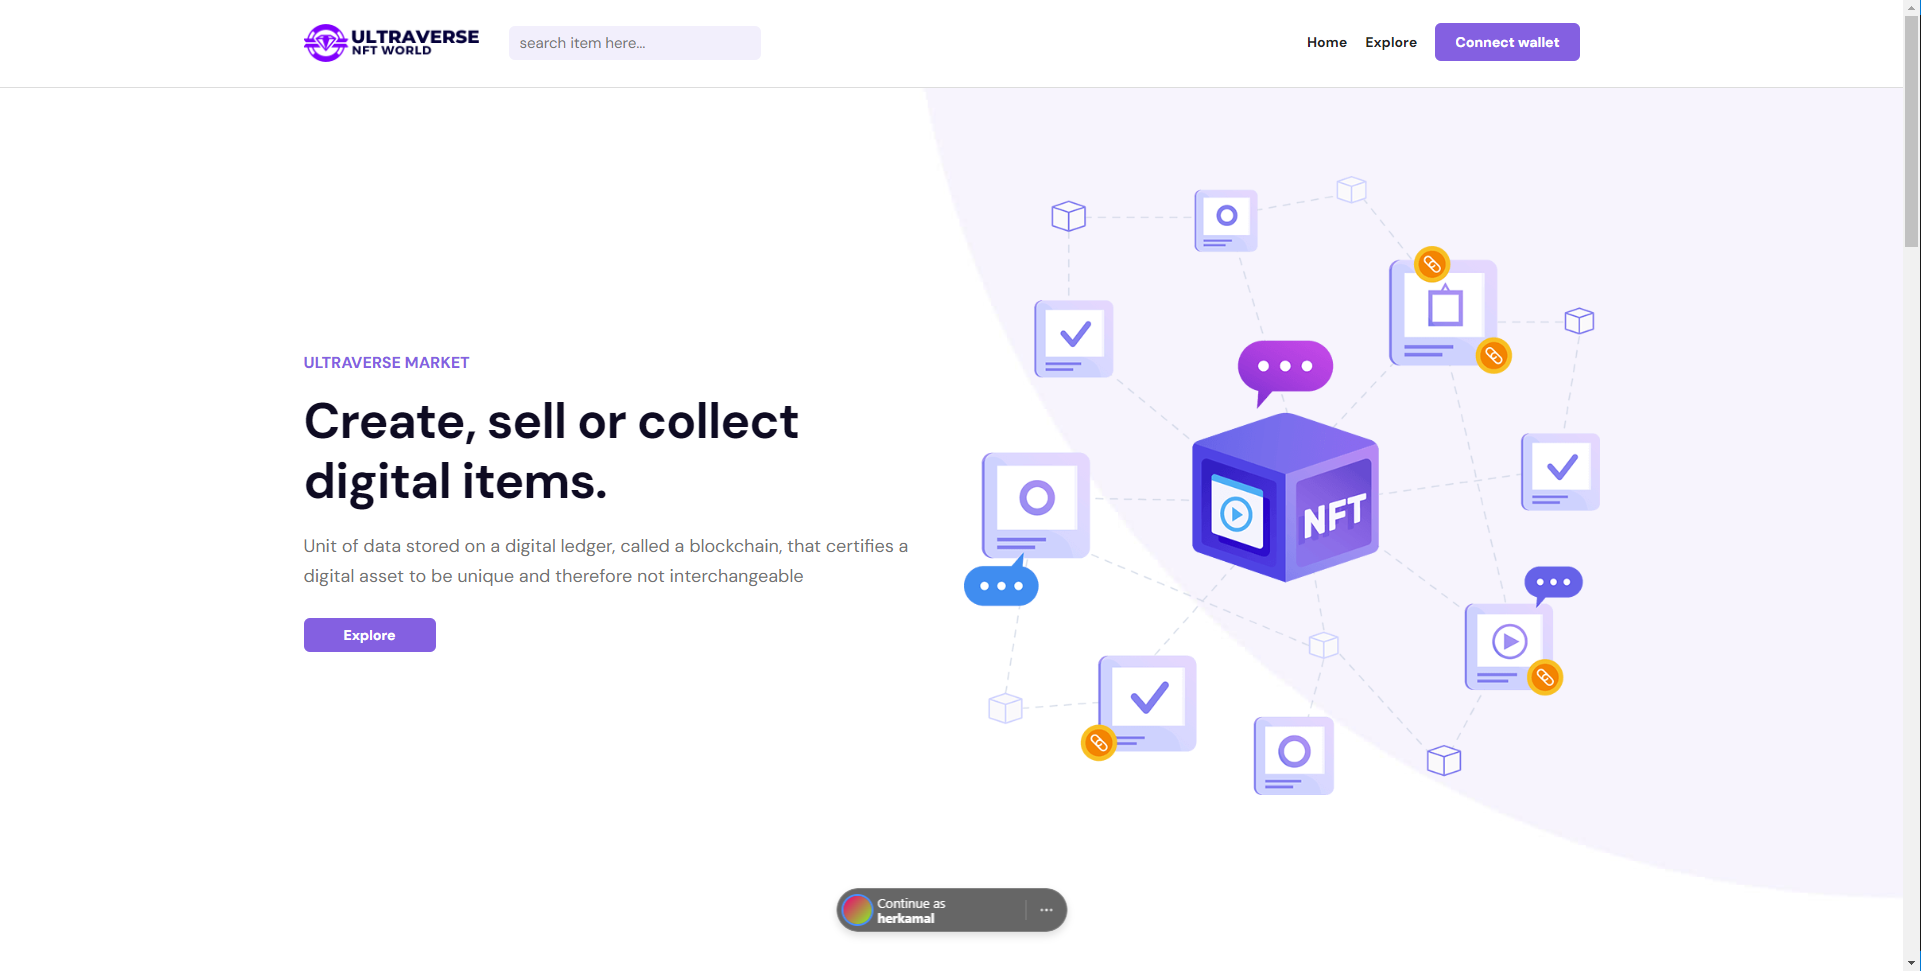 ULTRAVERSE
NFT WORLD
search item here...
Home
Explore
Connect wallet
ULTRAVERSE MARKET
Create, sell or collect
digital items.
Unit of data stored on a digital ledger, called a blockchain, that certifies a
digital asset to be unique and therefore not interchangeable
Explore
NFT
Continue as
herkamal